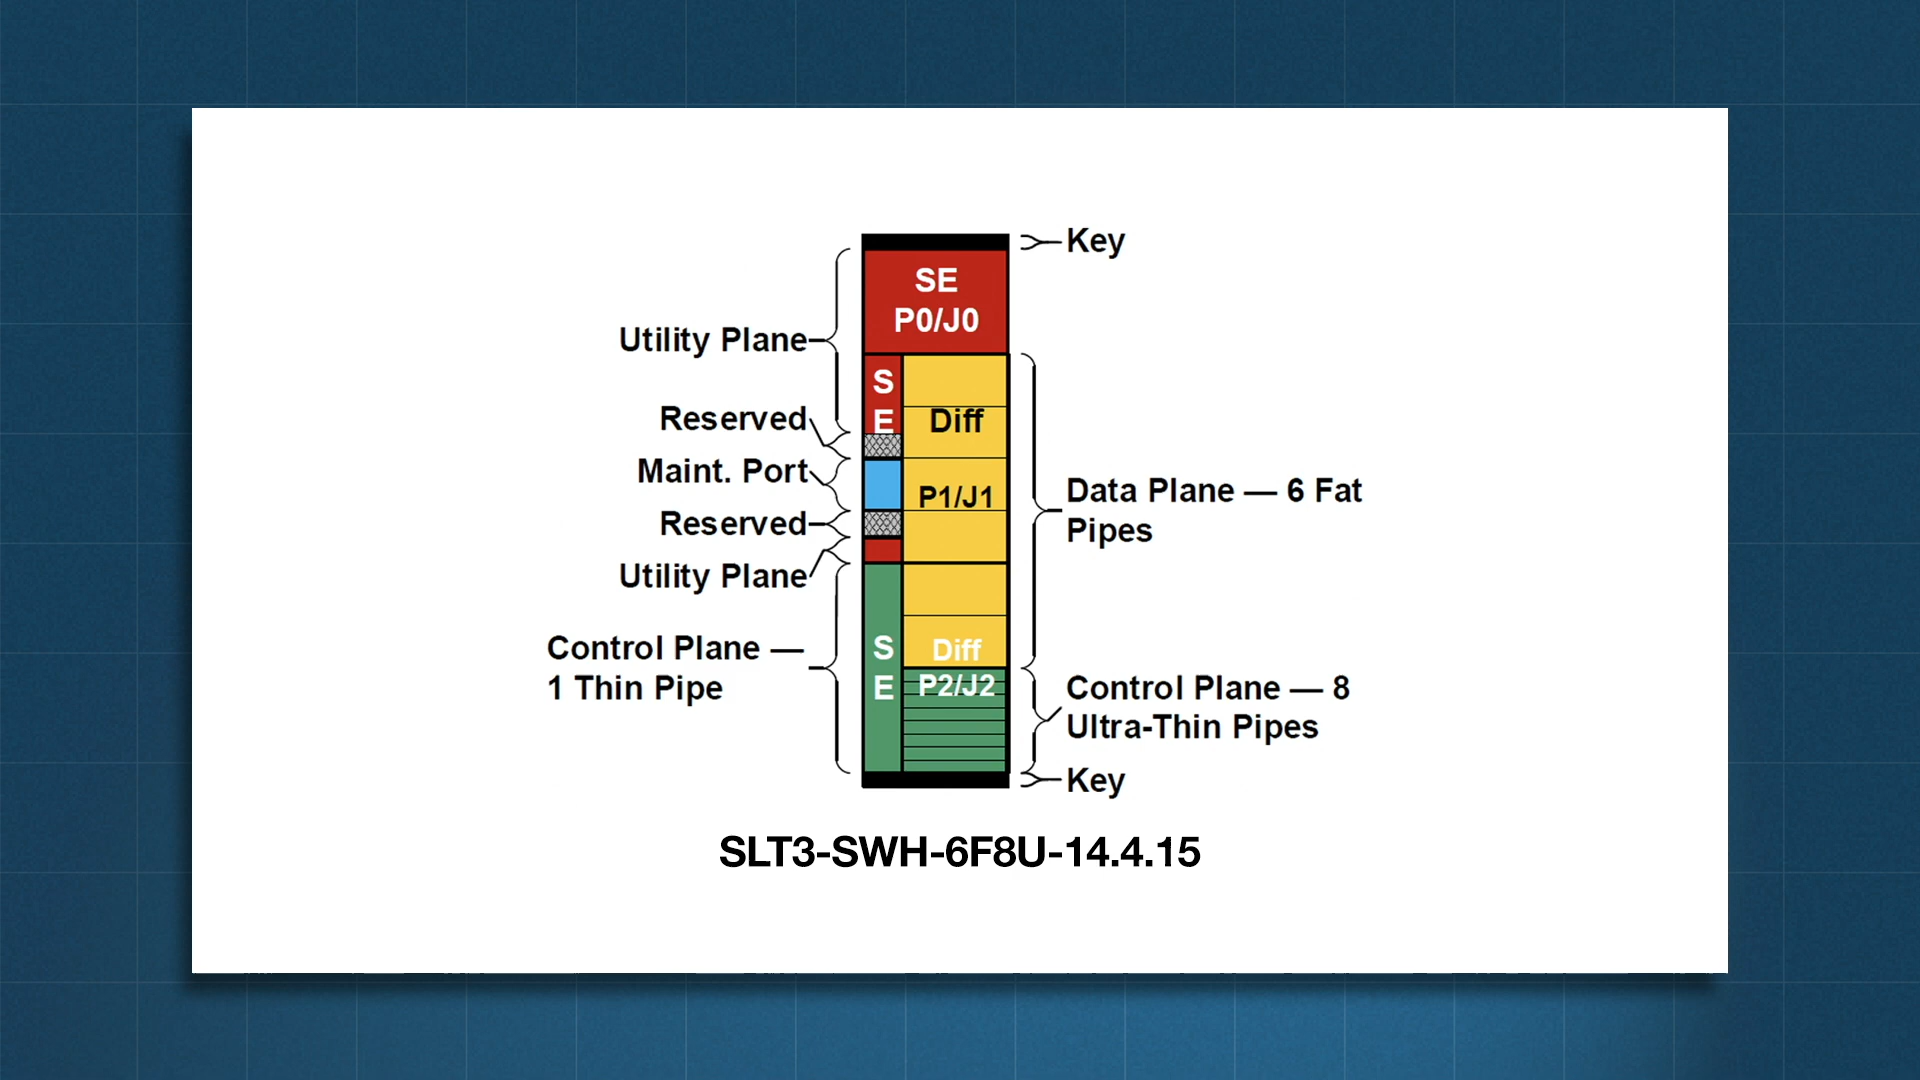 Key
SE
P0/J0
Utility Plane
S
E
Diff
Reserved
Maint. Port
P1/J1
Data Plane — 6 Fat
Pipes
Reserved
Utility Plane
Control Plane —
1 Thin Pipe
S
E
Diff
P2/J2
Control Plane — 8
Ultra-Thin Pipes
Key
SLT3-SWH-6F8U-14.4.15